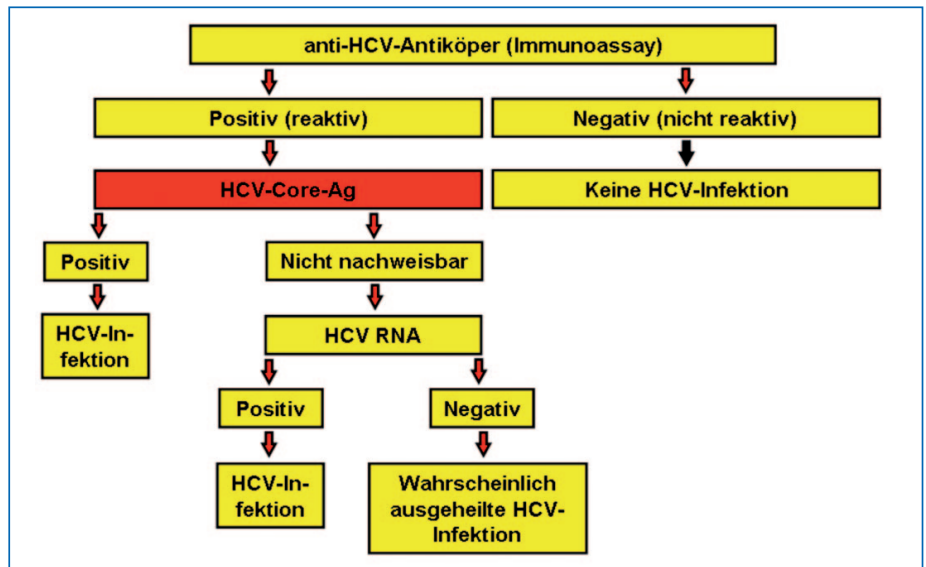 anti-HCV-Antiköper (Immunoassay)
Positiv (reaktiv)
Negativ (nicht reaktiv)
HCV-Core-Ag
Keine HCV-Infektion
Positiv
Nicht nachweisbar
HCV-In-
fektion
HCV RNA
Positiv
Negativ
HCV-In-
fektion
Wahrscheinlich
ausgeheilte HCV-
Infektion